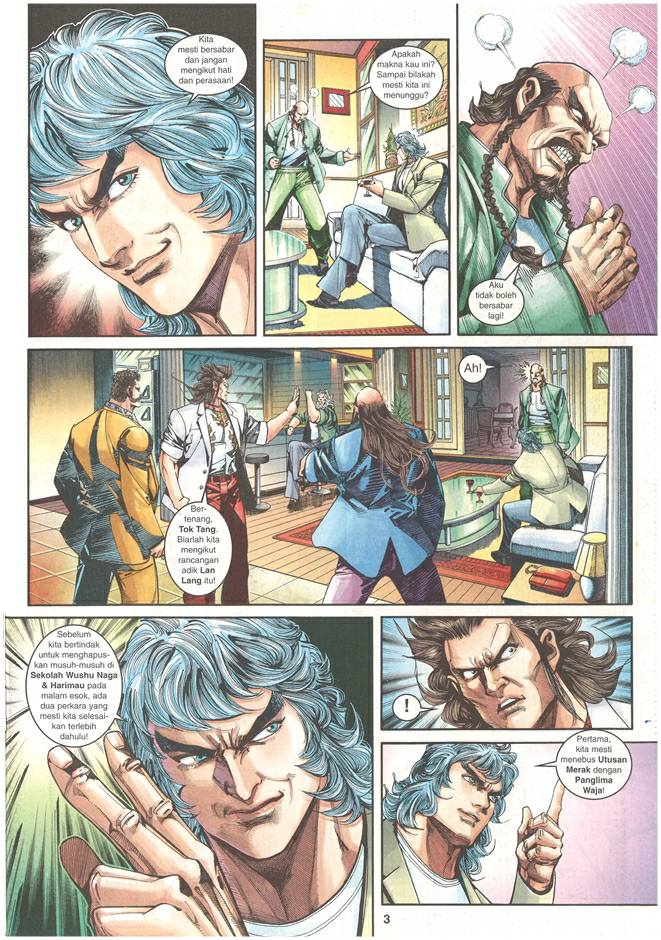 Kita
mesti bersabar
dan jangan
mengikut hati
dan perasaan!
Apakah
makna kau ini?
Sampai bilakah
mesti kita ini
menunggu?
Aku
tidak boleh
bersabar
lagi!
Ah!
Ber-
tenang,
Tok Tang.
Biarlah kita
mengikut
rancangan
adik Lan
Lang itu!
Sebelum
kita bertindak
untuk menghapus-
kan musuh-musuh di
Sekolah Wushu Naga
& Harimau pada
malam esok, ada
dua perkara yang
mesti kita selesai-
kan terlebih
dahulu!
!
Pertama,
kita mesti
menebus Utusan
Merak dengan
Panglima
Waja!
3